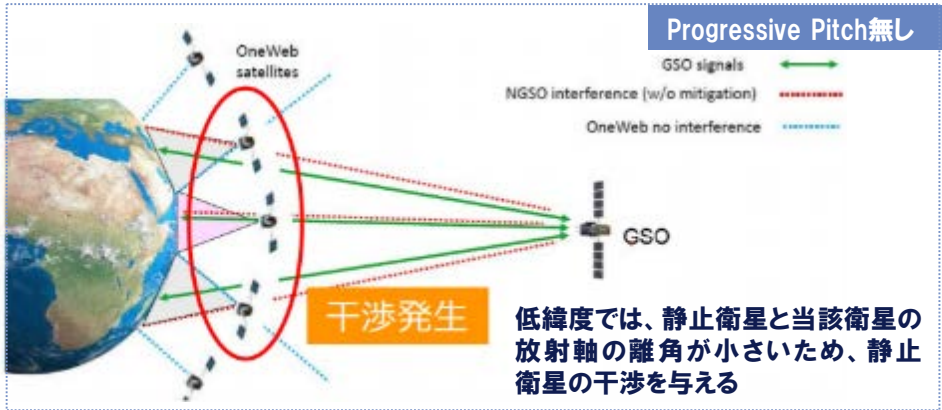 Progressive Pitch無し
OneWeb
satellites
GSO signals
NGSO interference (w/o mitigation)
OneWeb no interference
GSO
干渉発生
低緯度では、静止衛星と当該衛星の
放射軸の離角が小さいため、静止
衛星の干渉を与える